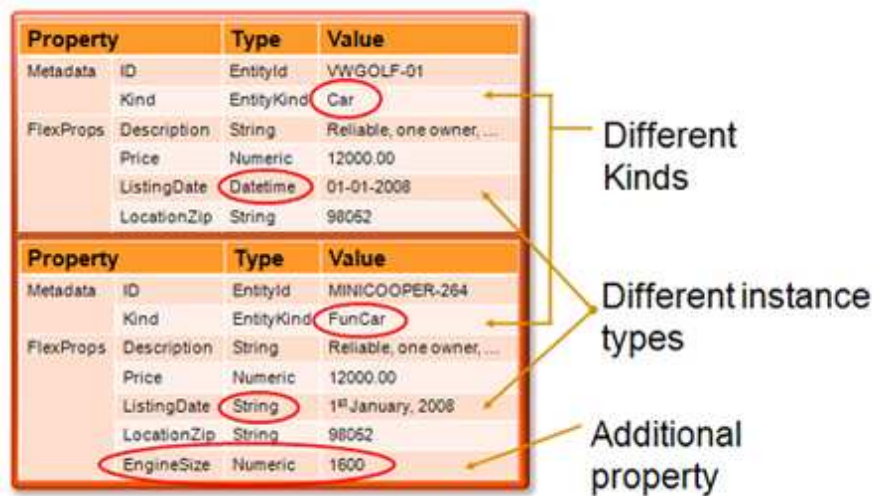 Property Type Value
Metadata ID EntityId VWGOLF-01
Kind EntityKind Car
FlexProps Description String Reliable, one owner, ...
Price Numeric 12000.00
ListingDate Datetime 01-01-2008
LocationZip String 98052
Property Type Value
Metadata ID EntityId MINICOOPER-264
Kind EntityKind FunCar
FlexProps Description String Reliable, one owner, ...
Price Numeric 12000.00
ListingDate String 1st January, 2008
LocationZip String 98052
EngineSize Numeric 1600
Different
Kinds
Different instance
types
Additional
property